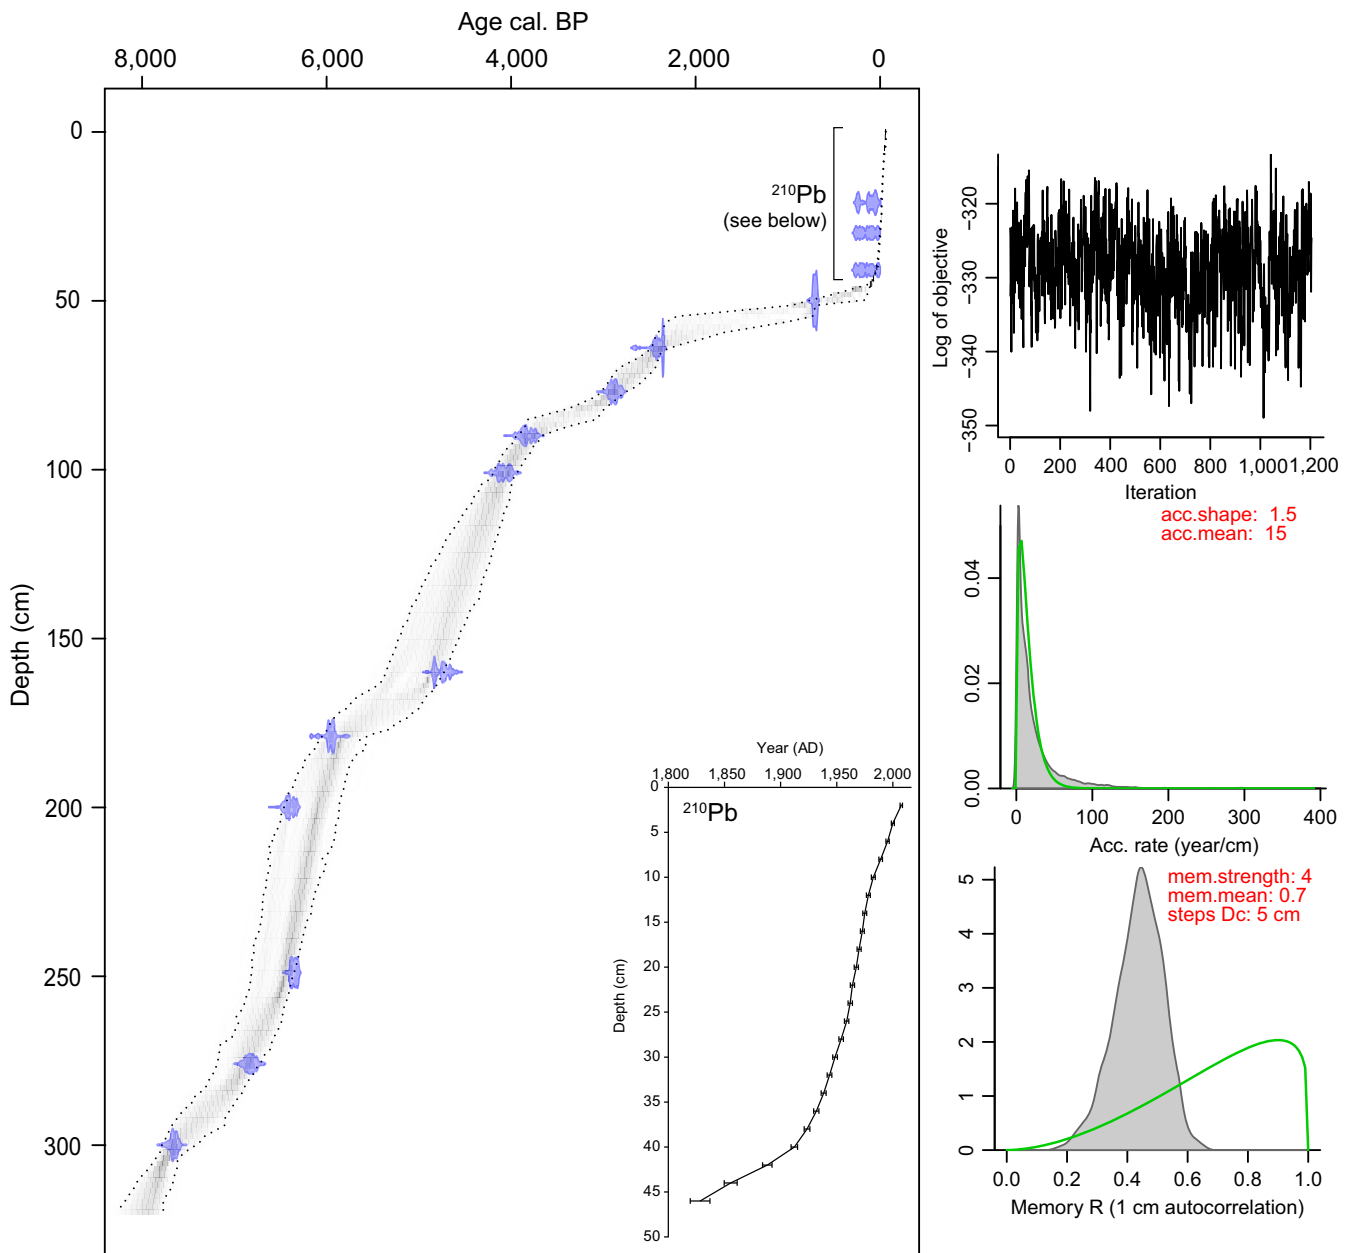 Age cal. BP
8,000 6,000 4,000 2,000 0
Depth (cm)
0
50
100
150
200
250
300
210Pb
(see below)
Year (AD)
1,800 1,850 1,900 1,950 2,000
210Pb
Depth (cm)
0
5
10
15
20
25
30
35
40
45
50
Log of objective
-320
-330
-340
-350
0 200 400 600 800 1,000 1,200
Iteration
acc.shape: 1.5
acc.mean: 15
0.04
0.02
0.00
0 100 200 300 400
Acc. rate (year/cm)
mem.strength: 4
mem.mean: 0.7
steps Dc: 5 cm
5
4
3
2
1
0
0.0 0.2 0.4 0.6 0.8 1.0
Memory R (1 cm autocorrelation)